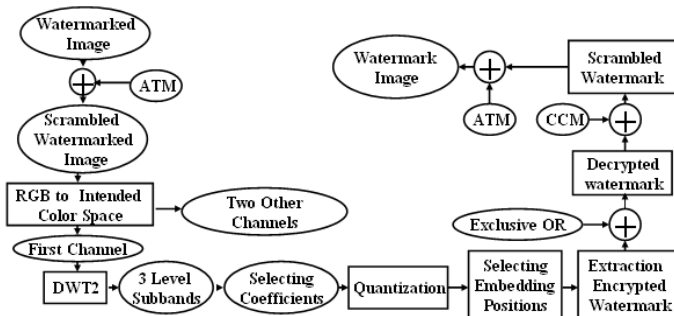 Watermarked
Image
ATM
Scrambled
Watermarked
Image
RGB to Intended
Color Space
Two Other
Channels
First Channel
DWT2
3 Level
Subbands
Selecting
Coefficients
Quantization
Selecting
Embedding
Positions
Extraction
Encrypted
Watermark
Exclusive OR
Decrypted
watermark
CCM
Scrambled
Watermark
ATM
Watermark
Image